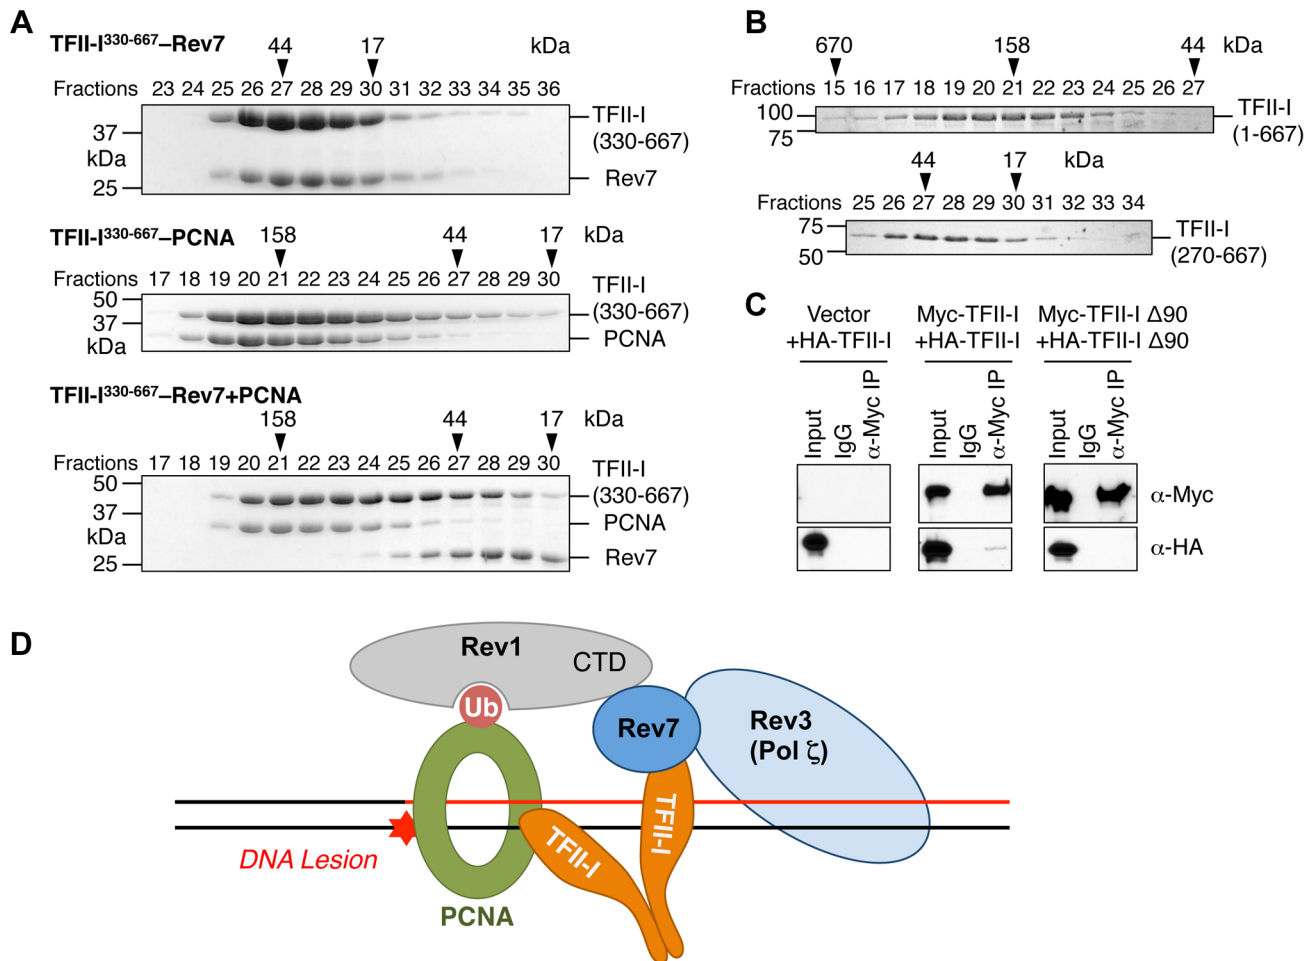 A
TFII-I³³⁰⁻⁶⁶⁷–Rev7
44 17 kDa
Fractions 23 24 25 26 27 28 29 30 31 32 33 34 35 36
37
kDa
25
TFII-I
(330-667)
Rev7
TFII-I³³⁰⁻⁶⁶⁷–PCNA
158 44 17 kDa
Fractions 17 18 19 20 21 22 23 24 25 26 27 28 29 30
50
37
kDa
TFII-I
(330-667)
PCNA
TFII-I³³⁰⁻⁶⁶⁷–Rev7+PCNA
158 44 17 kDa
Fractions 17 18 19 20 21 22 23 24 25 26 27 28 29 30
50
37
kDa
25
TFII-I
(330-667)
PCNA
Rev7
B
670 158 44 kDa
Fractions 15 16 17 18 19 20 21 22 23 24 25 26 27
100
75
TFII-I
(1-667)
44 17 kDa
Fractions 25 26 27 28 29 30 31 32 33 34
75
50
TFII-I
(270-667)
C
Vector
+HA-TFII-I
Myc-TFII-I
+HA-TFII-I
Myc-TFII-I Δ90
+HA-TFII-I Δ90
Input
IgG
α-Myc IP
Input
IgG
α-Myc IP
Input
IgG
α-Myc IP
α-Myc
α-HA
D
Rev1
CTD
Ub
Rev7
Rev3
(Pol ζ)
TFII-I
TFII-I
DNA Lesion
PCNA